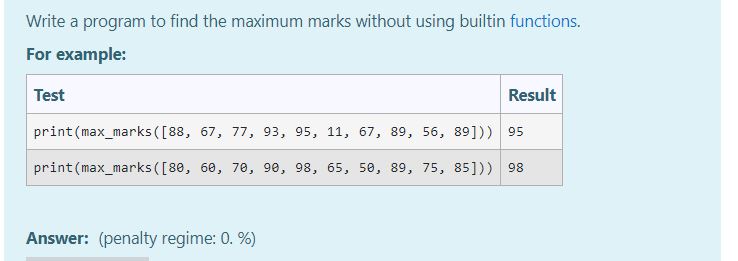 Write a program to find the maximum marks without using builtin functions.
For example:
Test Result
print(max_marks([88, 67, 77, 93, 95, 11, 67, 89, 56, 89])) 95
print(max_marks([80, 60, 70, 90, 98, 65, 50, 89, 75, 85])) 98
Answer: (penalty regime: 0. %)